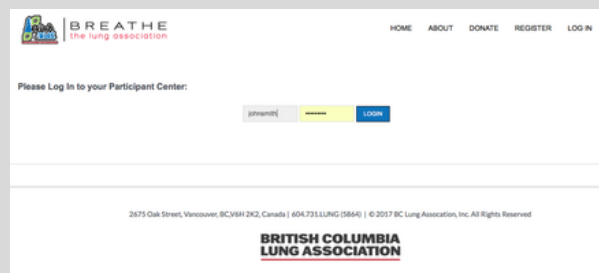 BREATHE
the lung association
HOME ABOUT DONATE REGISTER LOG IN
Please Log In to your Participant Center:
johnsmith •••••••• LOGIN
2675 Oak Street, Vancouver, BC,V6H 2K2, Canada | 604.731.LUNG (5864) | © 2017 BC Lung Assocation, Inc. All Rights Reserved
BRITISH COLUMBIA
LUNG ASSOCIATION